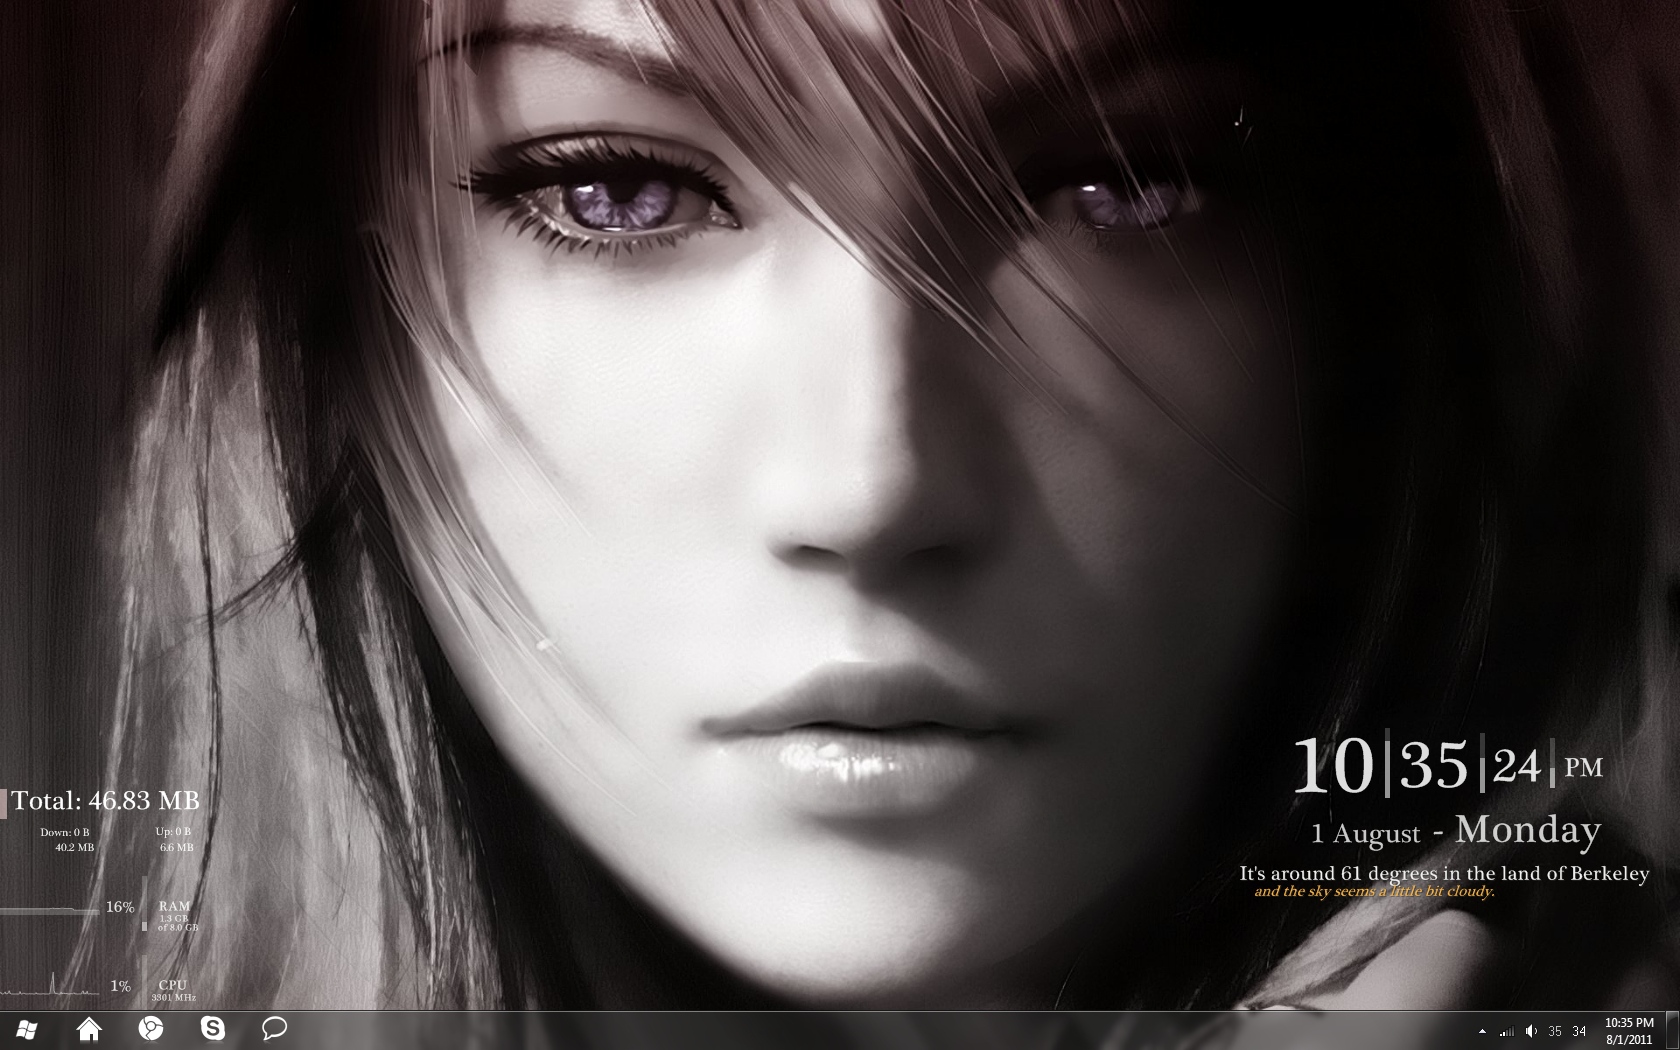 10 35 24 PM
1 August - Monday
It's around 61 degrees in the land of Berkeley
and the sky seems a little bit cloudy.
Total: 46.83 MB
Down: 0 B Up: 0 B
40.2 MB 6.6 MB
16% RAM
1.3 GB
of 8.0 GB
1% CPU
3301 MHz
35 34 10:35 PM
8/1/2011